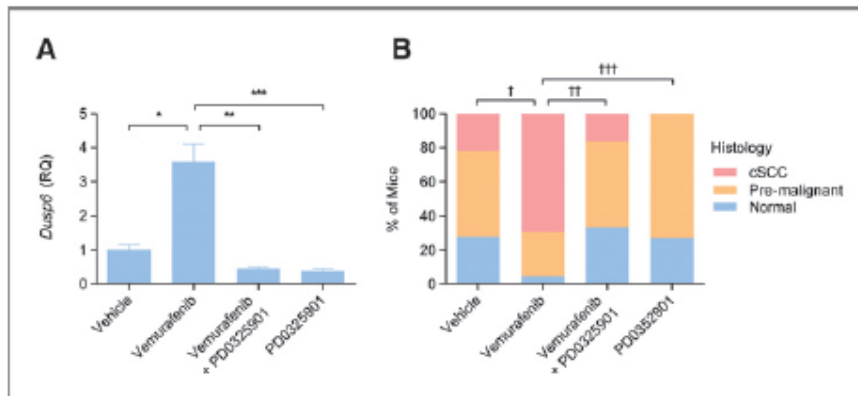 A
B
*
**
***
†
††
†††
Dusp6 (RQ)
5
4
3
2
1
0
Vehicle
Vemurafenib
Vemurafenib
× PD0325901
PD0325901
% of Mice
100
80
60
40
20
0
Vehicle
Vemurafenib
Vemurafenib
× PD0325901
PD0352901
Histology
cSCC
Pre-malignant
Normal